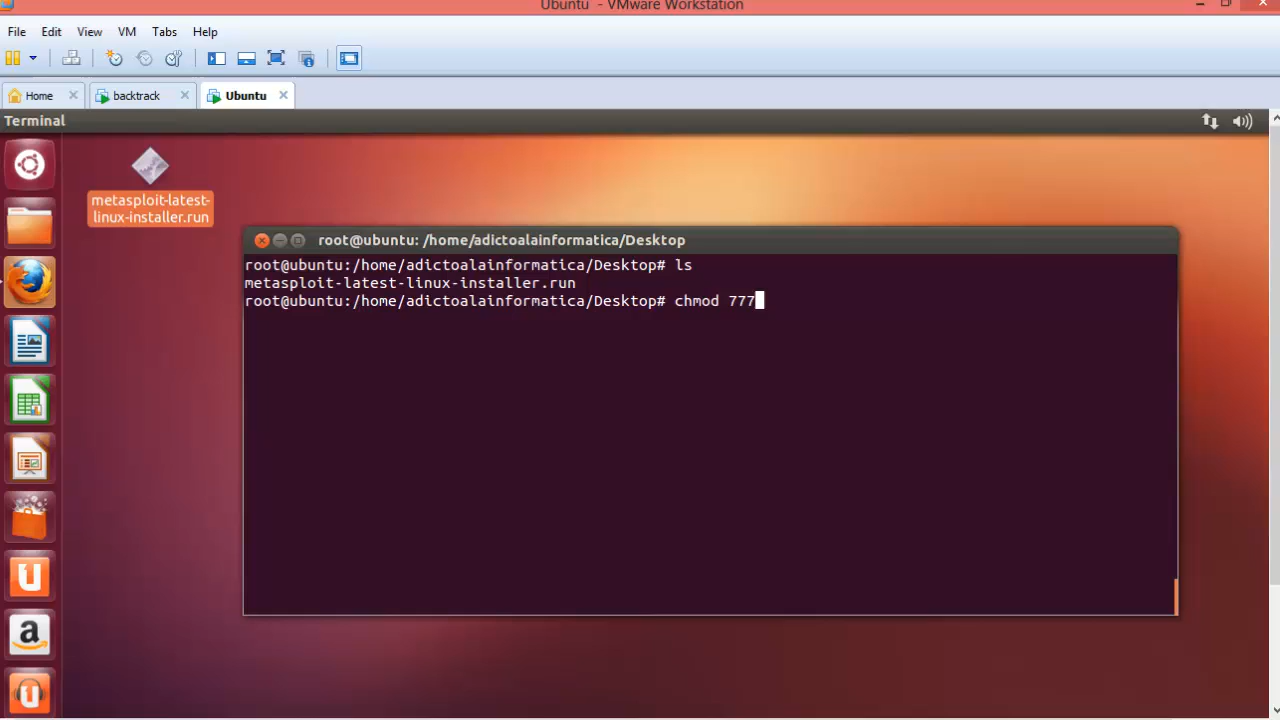 Ubuntu - VMware Workstation
File Edit View VM Tabs Help
Home backtrack Ubuntu
Terminal
metasploit-latest-
linux-installer.run
root@ubuntu: /home/adictoalainformatica/Desktop
root@ubuntu:/home/adictoalainformatica/Desktop# ls
metasploit-latest-linux-installer.run
root@ubuntu:/home/adictoalainformatica/Desktop# chmod 777